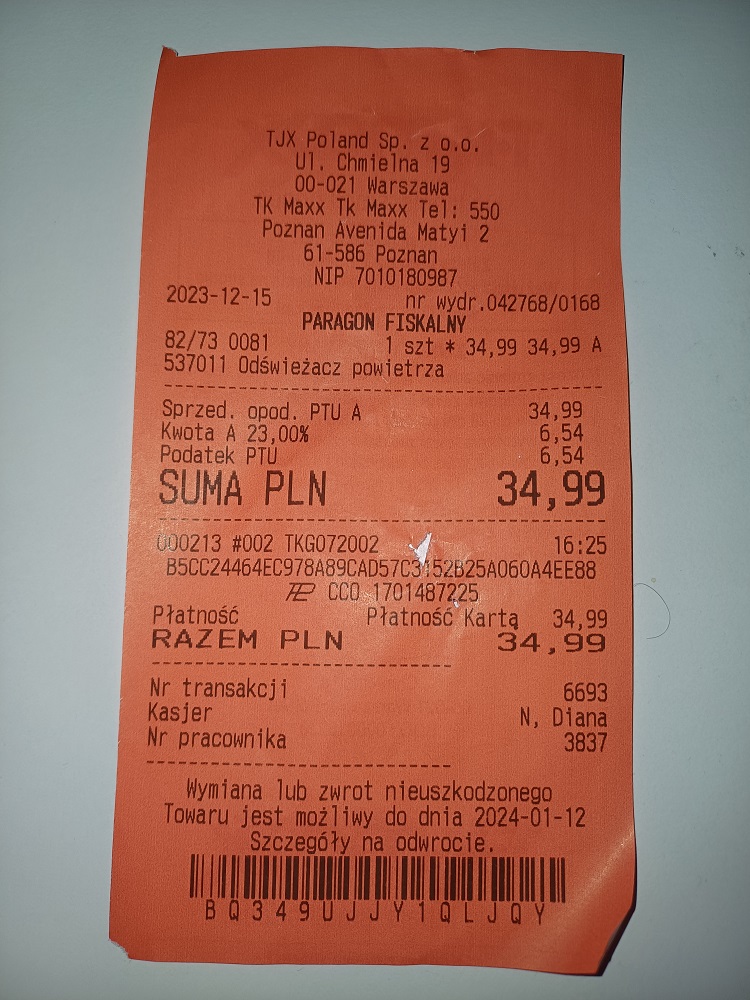 TJX Poland Sp. z o.o.
Ul. Chmielna 19
00-021 Warszawa
TK Maxx Tk Maxx Tel: 550
Poznan Avenida Matyi 2
61-586 Poznan
NIP 7010180987
2023-12-15 nr wydr.042768/0168
PARAGON FISKALNY
82/73 0081 1 szt * 34,99 34,99 A
537011 Odświeżacz powietrza
Sprzed. opod. PTU A 34,99
Kwota A 23,00% 6,54
Podatek PTU 6,54
SUMA PLN 34,99
000213 #002 TKG072002 16:25
B5CC24464EC978A89CAD57C3152B25A060A4EE88
CCO 1701487225
Płatność Płatność Kartą 34,99
RAZEM PLN 34,99
Nr transakcji 6693
Kasjer N, Diana
Nr pracownika 3837
Wymiana lub zwrot nieuszkodzonego
Towaru jest możliwy do dnia 2024-01-12
Szczegóły na odwrocie.
BQ349UJJY1QLJQY